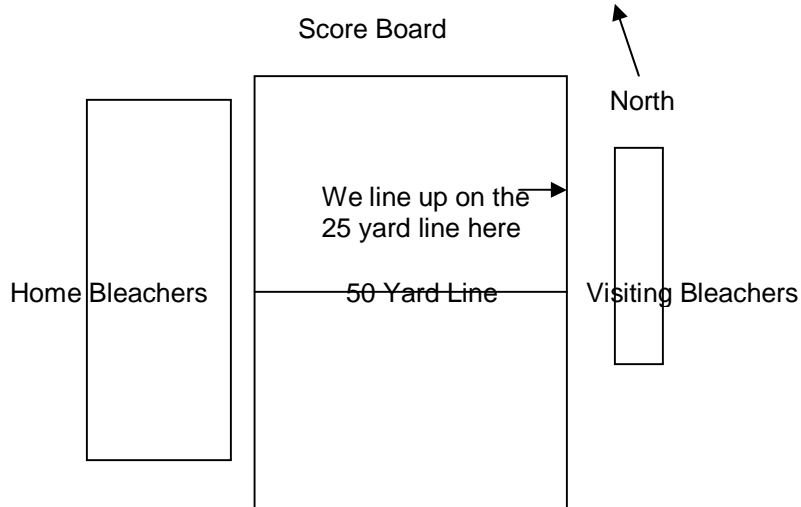 Score Board
North
We line up on the
25 yard line here
Home Bleachers
50 Yard Line
Visiting Bleachers